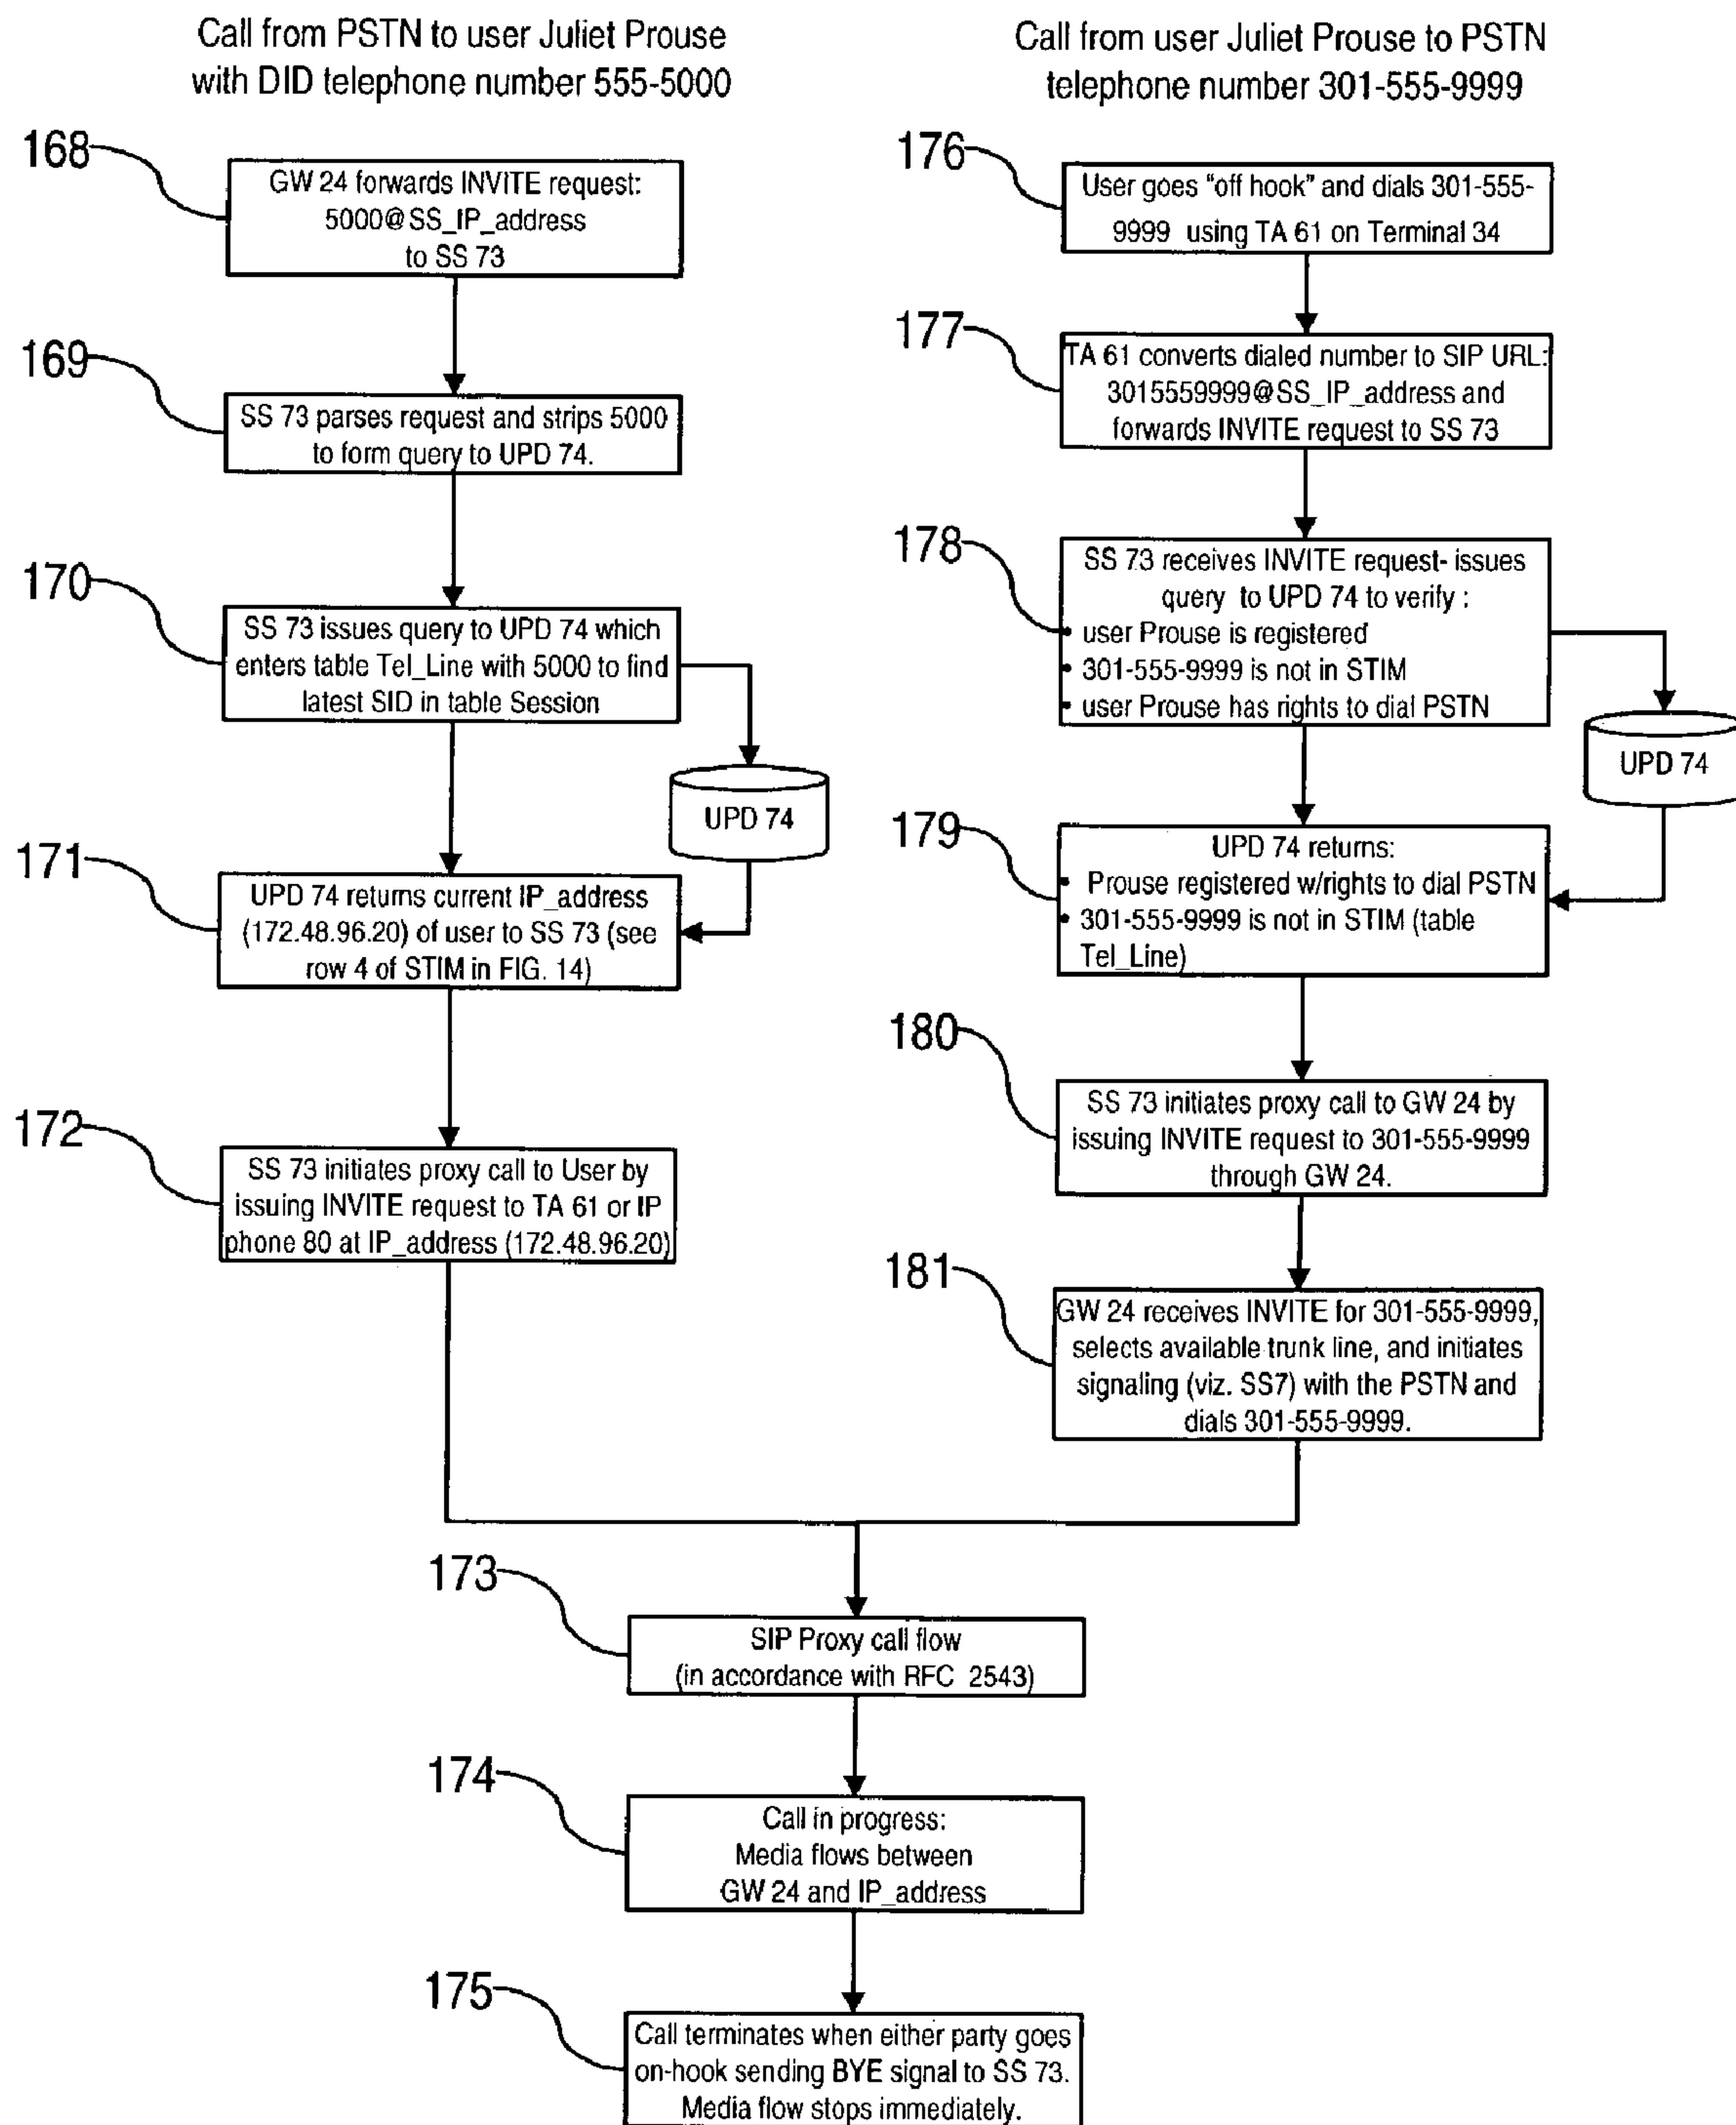 Call from PSTN to user Juliet Prouse
with DID telephone number 555-5000
168
GW 24 forwards INVITE request:
5000@SS_IP_address
to SS 73
169
SS 73 parses request and strips 5000
to form query to UPD 74.
170
SS 73 issues query to UPD 74 which
enters table Tel_Line with 5000 to find
latest SID in table Session
UPD 74
171
UPD 74 returns current IP_address
(172.48.96.20) of user to SS 73 (see
row 4 of STIM in FIG. 14)
172
SS 73 initiates proxy call to User by
issuing INVITE request to TA 61 or IP
phone 80 at IP_address (172.48.96.20)
Call from user Juliet Prouse to PSTN
telephone number 301-555-9999
176
User goes "off hook" and dials 301-555-
9999 using TA 61 on Terminal 34
177
TA 61 converts dialed number to SIP URL:
3015559999@SS_IP_address and
forwards INVITE request to SS 73
178
SS 73 receives INVITE request- issues
query to UPD 74 to verify :
• user Prouse is registered
• 301-555-9999 is not in STIM
• user Prouse has rights to dial PSTN
UPD 74
179
UPD 74 returns:
• Prouse registered w/rights to dial PSTN
• 301-555-9999 is not in STIM (table
Tel_Line)
180
SS 73 initiates proxy call to GW 24 by
issuing INVITE request to 301-555-9999
through GW 24.
181
GW 24 receives INVITE for 301-555-9999,
selects available trunk line, and initiates
signaling (viz. SS7) with the PSTN and
dials 301-555-9999.
173
SIP Proxy call flow
(in accordance with RFC 2543)
174
Call in progress:
Media flows between
GW 24 and IP_address
175
Call terminates when either party goes
on-hook sending BYE signal to SS 73.
Media flow stops immediately.